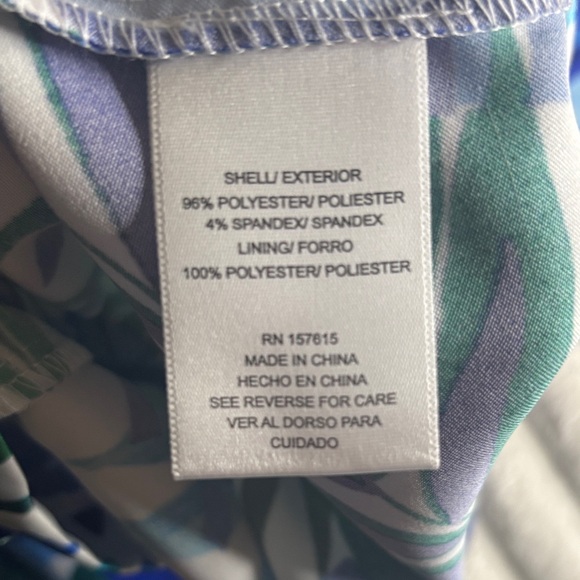 SHELL/ EXTERIOR
96% POLYESTER/ POLIESTER
4% SPANDEX/ SPANDEX
LINING/ FORRO
100% POLYESTER/ POLIESTER
RN 157615
MADE IN CHINA
HECHO EN CHINA
SEE REVERSE FOR CARE
VER AL DORSO PARA
CUIDADO